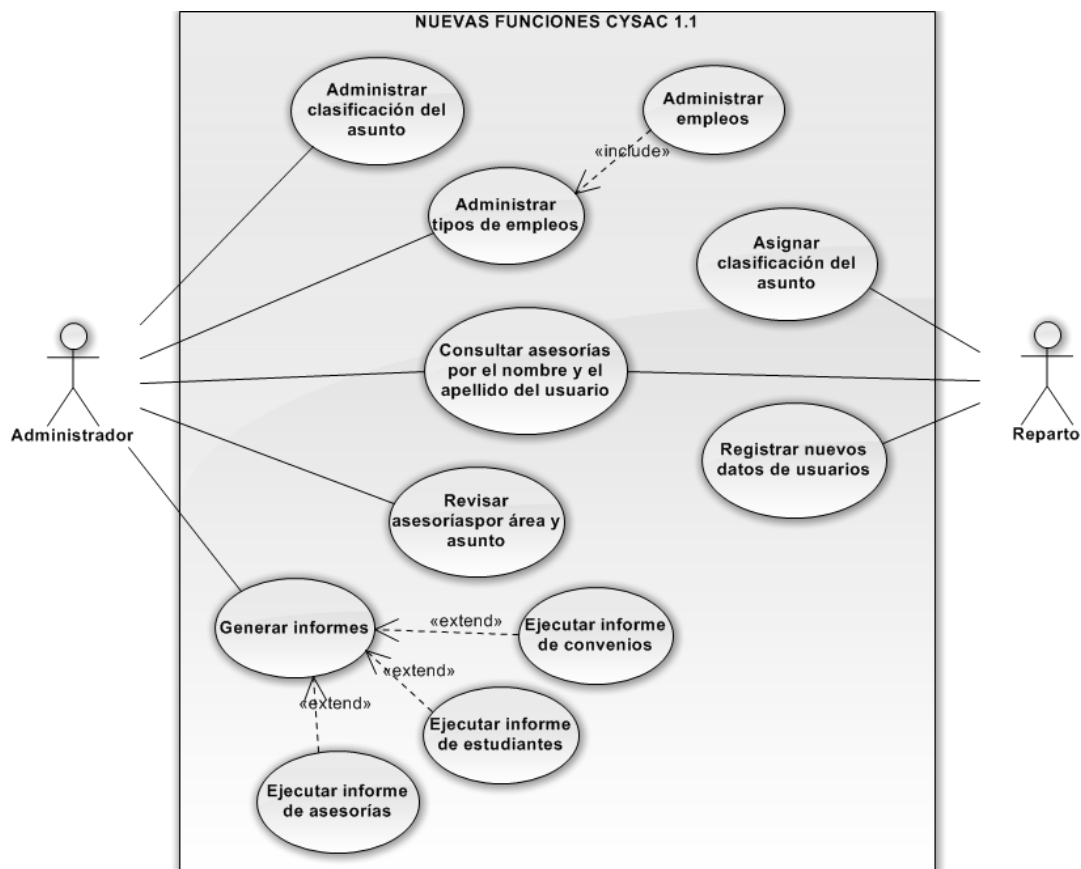 NUEVAS FUNCIONES CYSAC 1.1
Administrar
clasificación del
asunto
Administrar
empleos
«include»
Administrar
tipos de empleos
Asignar
clasificación del
asunto
Consultar asesorías
por el nombre y el
apellido del usuario
Administrador
Reparto
Registrar nuevos
datos de usuarios
Revisar
asesoríaspor área y
asunto
Generar informes
«extend»
Ejecutar informe
de convenios
«extend»
«extend»
Ejecutar informe
de estudiantes
Ejecutar informe
de asesorías